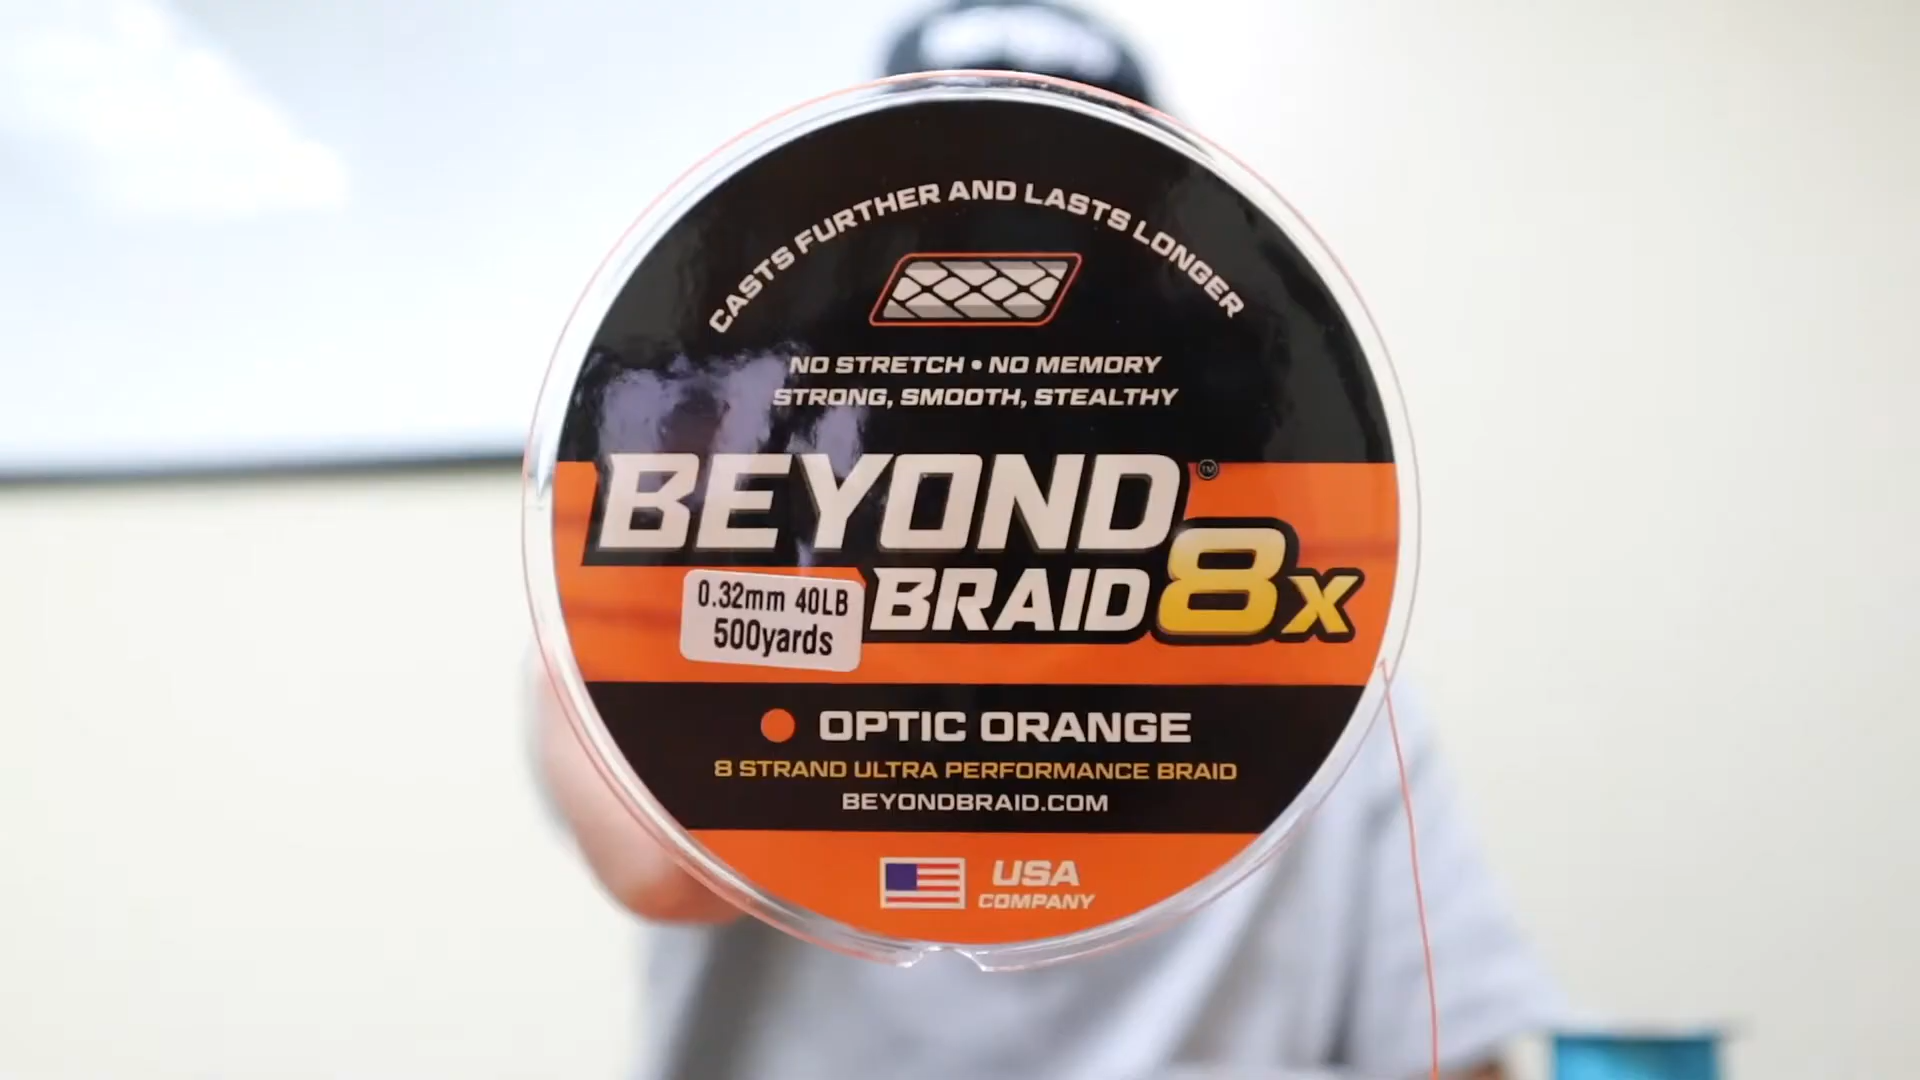 CASTS FURTHER AND LASTS LONGER
NO STRETCH • NO MEMORY
STRONG, SMOOTH, STEALTHY
BEYOND™
BRAID 8X
0.32mm 40LB
500yards
OPTIC ORANGE
8 STRAND ULTRA PERFORMANCE BRAID
BEYONDBRAID.COM
USA
COMPANY